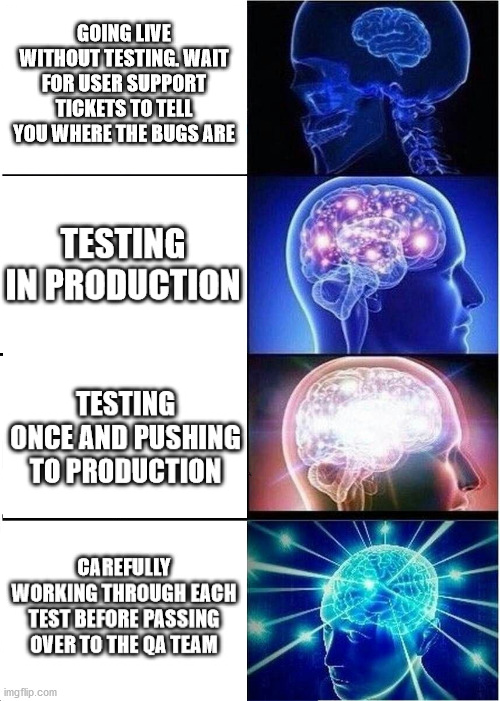 GOING LIVE
WITHOUT TESTING. WAIT
FOR USER SUPPORT
TICKETS TO TELL
YOU WHERE THE BUGS ARE
TESTING
IN PRODUCTION
TESTING
ONCE AND PUSHING
TO PRODUCTION
CAREFULLY
WORKING THROUGH EACH
TEST BEFORE PASSING
OVER TO THE QA TEAM
imgflip.com